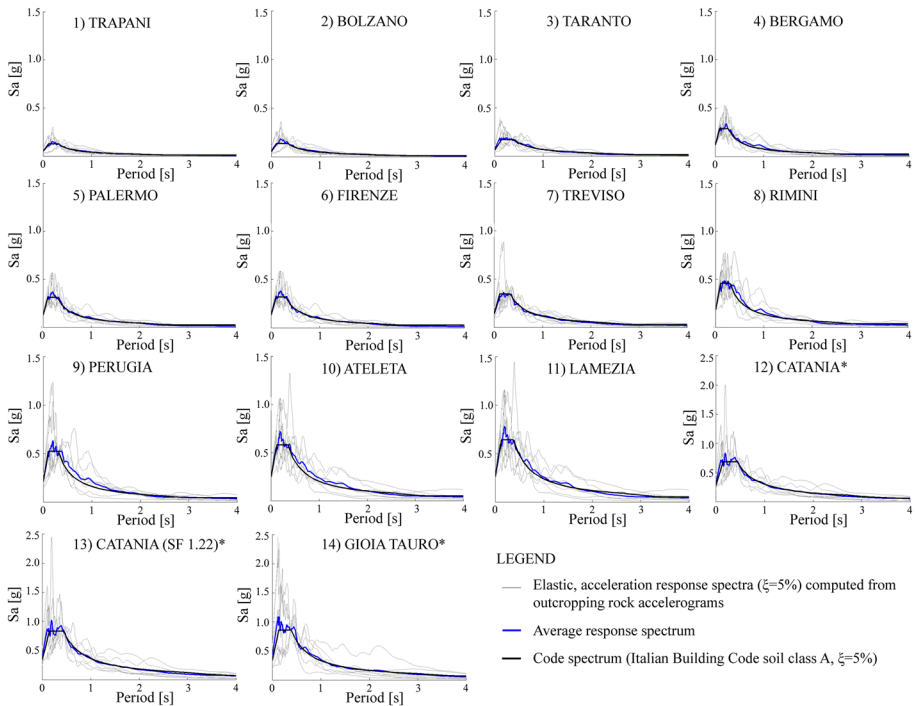 1) TRAPANI
2) BOLZANO
3) TARANTO
4) BERGAMO
1.5
1.0
0.5
Sa [g]
0 1 2 3 4
Period [s]
1.5
1.0
0.5
Sa [g]
0 1 2 3 4
Period [s]
1.5
1.0
0.5
Sa [g]
0 1 2 3 4
Period [s]
1.5
1.0
0.5
Sa [g]
0 1 2 3 4
Period [s]
5) PALERMO
6) FIRENZE
7) TREVISO
8) RIMINI
1.5
1.0
0.5
Sa [g]
0 1 2 3 4
Period [s]
1.5
1.0
0.5
Sa [g]
0 1 2 3 4
Period [s]
1.5
1.0
0.5
Sa [g]
0 1 2 3 4
Period [s]
1.5
1.0
0.5
Sa [g]
0 1 2 3 4
Period [s]
9) PERUGIA
10) ATELETA
11) LAMEZIA
12) CATANIA*
1.5
1.0
0.5
Sa [g]
0 1 2 3 4
Period [s]
1.5
1.0
0.5
Sa [g]
0 1 2 3 4
Period [s]
1.5
1.0
0.5
Sa [g]
0 1 2 3 4
Period [s]
2.5
2.0
1.5
1.0
0.5
Sa [g]
0 1 2 3 4
Period [s]
13) CATANIA (SF 1.22)*
14) GIOIA TAURO*
2.5
2.0
1.5
1.0
0.5
Sa [g]
0 1 2 3 4
Period [s]
2.5
2.0
1.5
1.0
0.5
Sa [g]
0 1 2 3 4
Period [s]
LEGEND
Elastic, acceleration response spectra (ξ=5%) computed from
outcropping rock accelerograms
Average response spectrum
Code spectrum (Italian Building Code soil class A, ξ=5%)